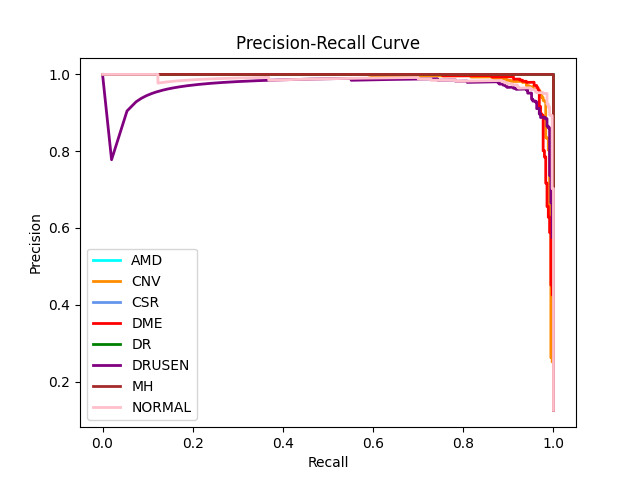 Precision-Recall Curve
Precision
1.0
0.8
0.6
0.4
0.2
AMD
CNV
CSR
DME
DR
DRUSEN
MH
NORMAL
0.0 0.2 0.4 0.6 0.8 1.0
Recall